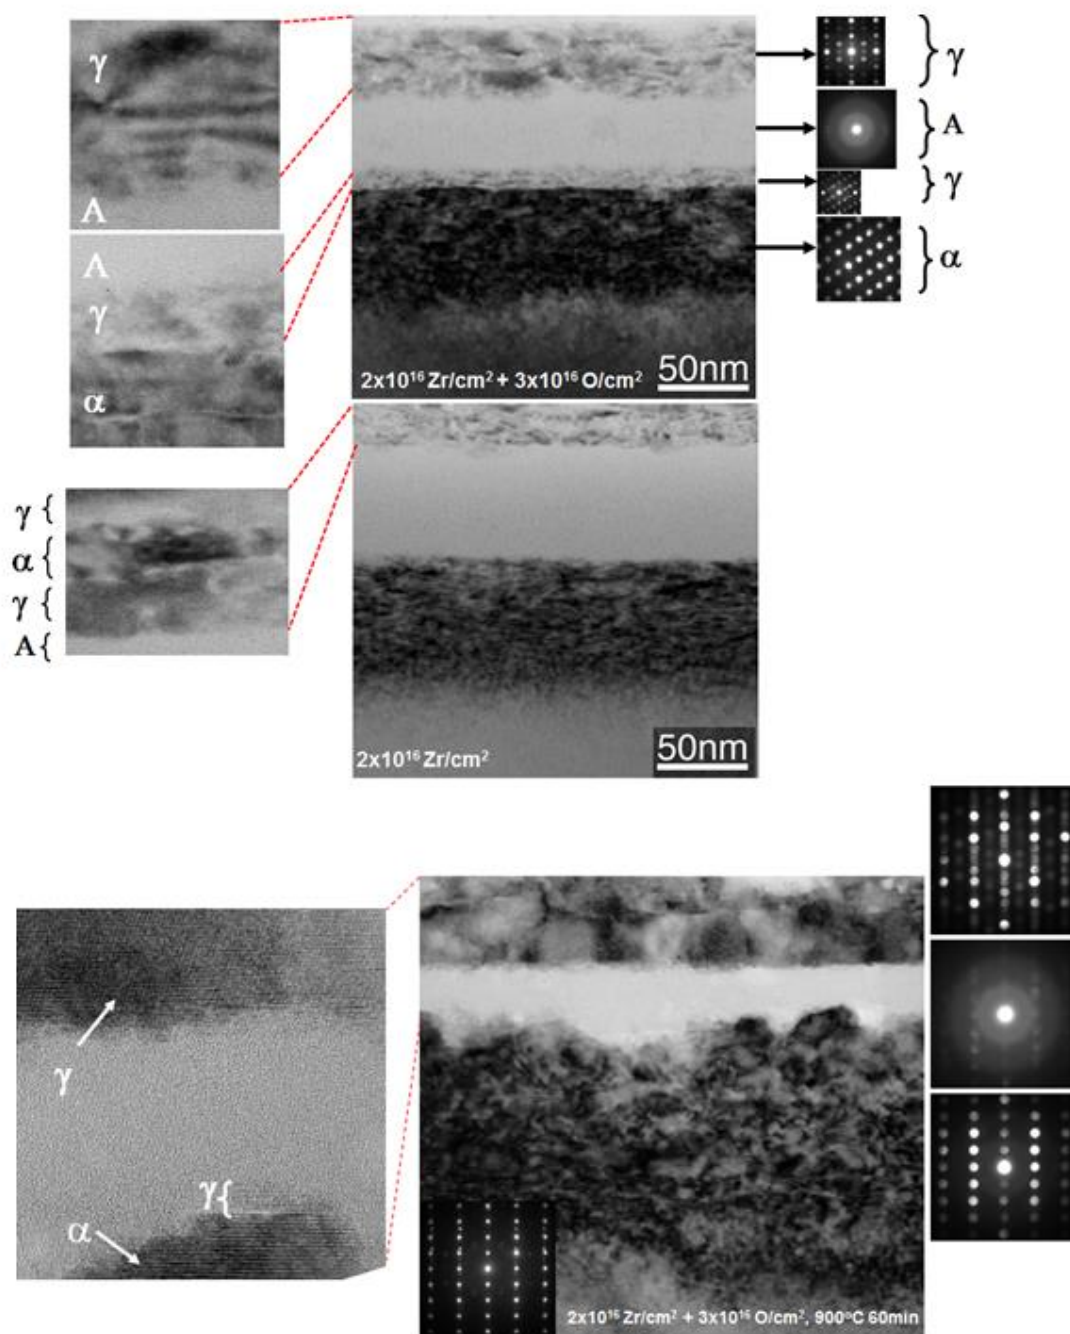 γ
A
A
γ
α
2x10¹⁶ Zr/cm² + 3x10¹⁶ O/cm²
50nm
} γ
} A
} γ
} α
γ {
α {
γ {
A {
2x10¹⁶ Zr/cm²
50nm
γ
γ{
α
2x10¹⁶ Zr/cm² + 3x10¹⁶ O/cm², 900°C 60min